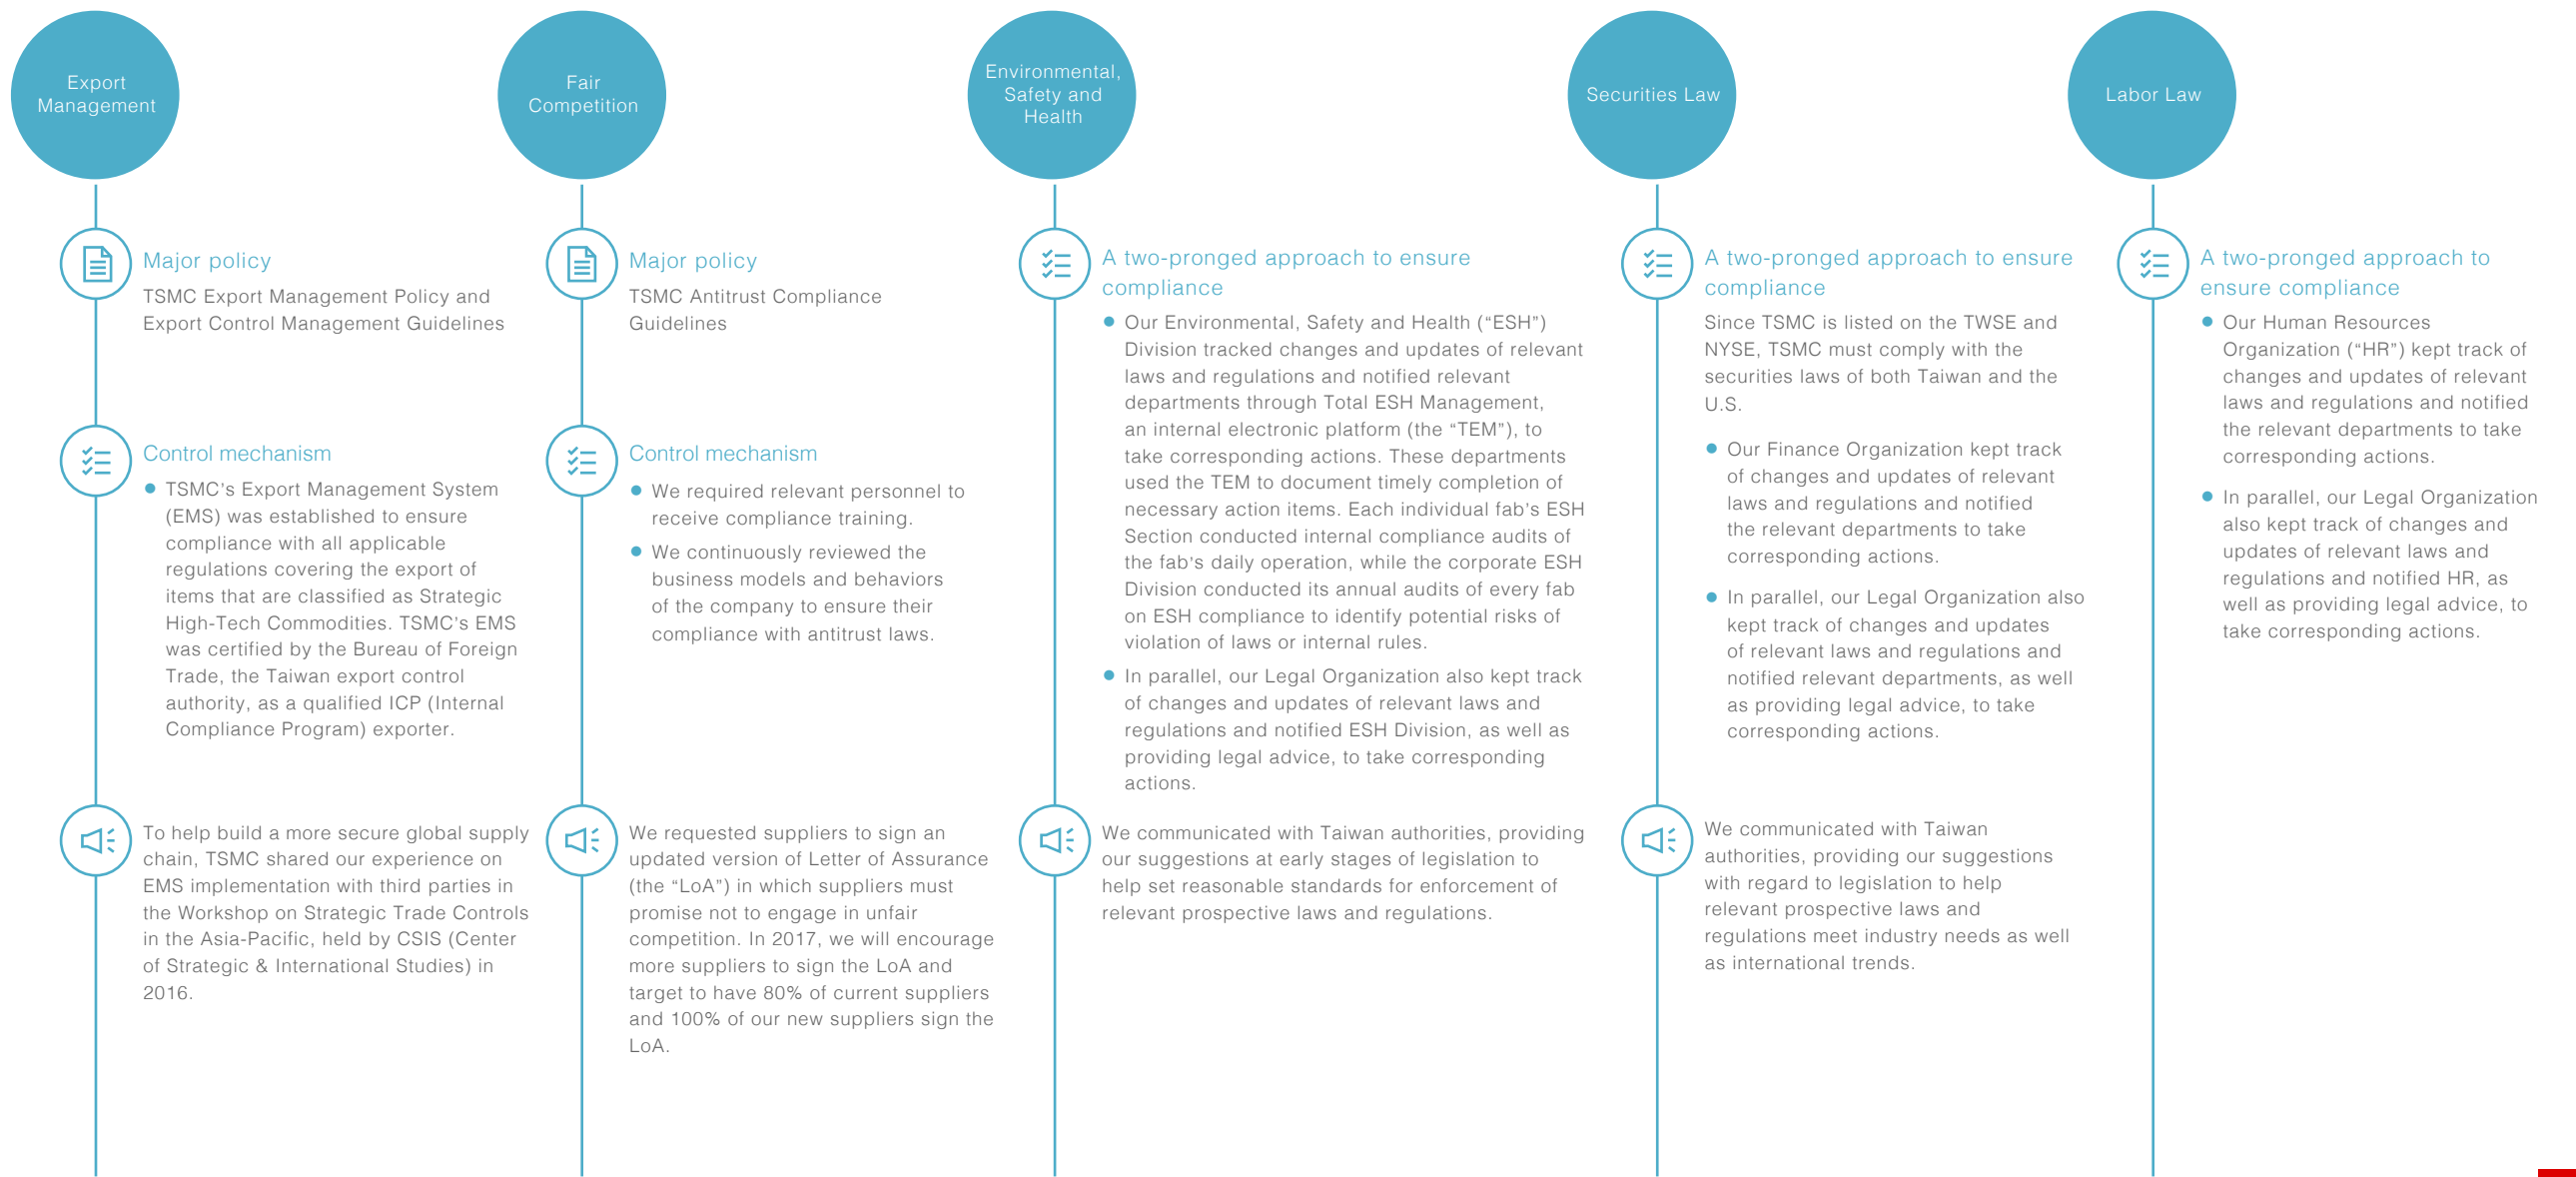 Export
Management
Major policy
TSMC Export Management Policy and
Export Control Management Guidelines
Control mechanism
● TSMC's Export Management System
(EMS) was established to ensure
compliance with all applicable
regulations covering the export of
items that are classified as Strategic
High-Tech Commodities. TSMC's EMS
was certified by the Bureau of Foreign
Trade, the Taiwan export control
authority, as a qualified ICP (Internal
Compliance Program) exporter.
To help build a more secure global supply
chain, TSMC shared our experience on
EMS implementation with third parties in
the Workshop on Strategic Trade Controls
in the Asia-Pacific, held by CSIS (Center
of Strategic & International Studies) in
2016.
Fair
Competition
Major policy
TSMC Antitrust Compliance
Guidelines
Control mechanism
● We required relevant personnel to
receive compliance training.
● We continuously reviewed the
business models and behaviors
of the company to ensure their
compliance with antitrust laws.
We requested suppliers to sign an
updated version of Letter of Assurance
(the “LoA”) in which suppliers must
promise not to engage in unfair
competition. In 2017, we will encourage
more suppliers to sign the LoA and
target to have 80% of current suppliers
and 100% of our new suppliers sign the
LoA.
Environmental,
Safety and
Health
A two-pronged approach to ensure
compliance
● Our Environmental, Safety and Health (“ESH”)
Division tracked changes and updates of relevant
laws and regulations and notified relevant
departments through Total ESH Management,
an internal electronic platform (the “TEM”), to
take corresponding actions. These departments
used the TEM to document timely completion of
necessary action items. Each individual fab's ESH
Section conducted internal compliance audits of
the fab's daily operation, while the corporate ESH
Division conducted its annual audits of every fab
on ESH compliance to identify potential risks of
violation of laws or internal rules.
● In parallel, our Legal Organization also kept track
of changes and updates of relevant laws and
regulations and notified ESH Division, as well as
providing legal advice, to take corresponding
actions.
We communicated with Taiwan authorities, providing
our suggestions at early stages of legislation to
help set reasonable standards for enforcement of
relevant prospective laws and regulations.
Securities Law
A two-pronged approach to ensure
compliance
Since TSMC is listed on the TWSE and
NYSE, TSMC must comply with the
securities laws of both Taiwan and the
U.S.
● Our Finance Organization kept track
of changes and updates of relevant
laws and regulations and notified
the relevant departments to take
corresponding actions.
● In parallel, our Legal Organization also
kept track of changes and updates
of relevant laws and regulations and
notified relevant departments, as well
as providing legal advice, to take
corresponding actions.
We communicated with Taiwan
authorities, providing our suggestions
with regard to legislation to help
relevant prospective laws and
regulations meet industry needs as well
as international trends.
Labor Law
A two-pronged approach to
ensure compliance
● Our Human Resources
Organization (“HR”) kept track of
changes and updates of relevant
laws and regulations and notified
the relevant departments to take
corresponding actions.
● In parallel, our Legal Organization
also kept track of changes and
updates of relevant laws and
regulations and notified HR, as
well as providing legal advice, to
take corresponding actions.